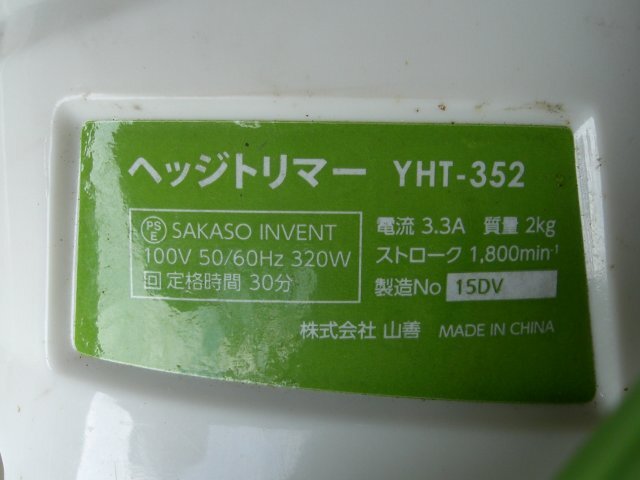 ヘッジトリマー YHT-352
PS
E SAKASO INVENT
100V 50/60Hz 320W
回 定格時間 30分
電流 3.3A 質量 2kg
ストローク 1,800min-1
製造No 15DV
株式会社 山善 MADE IN CHINA